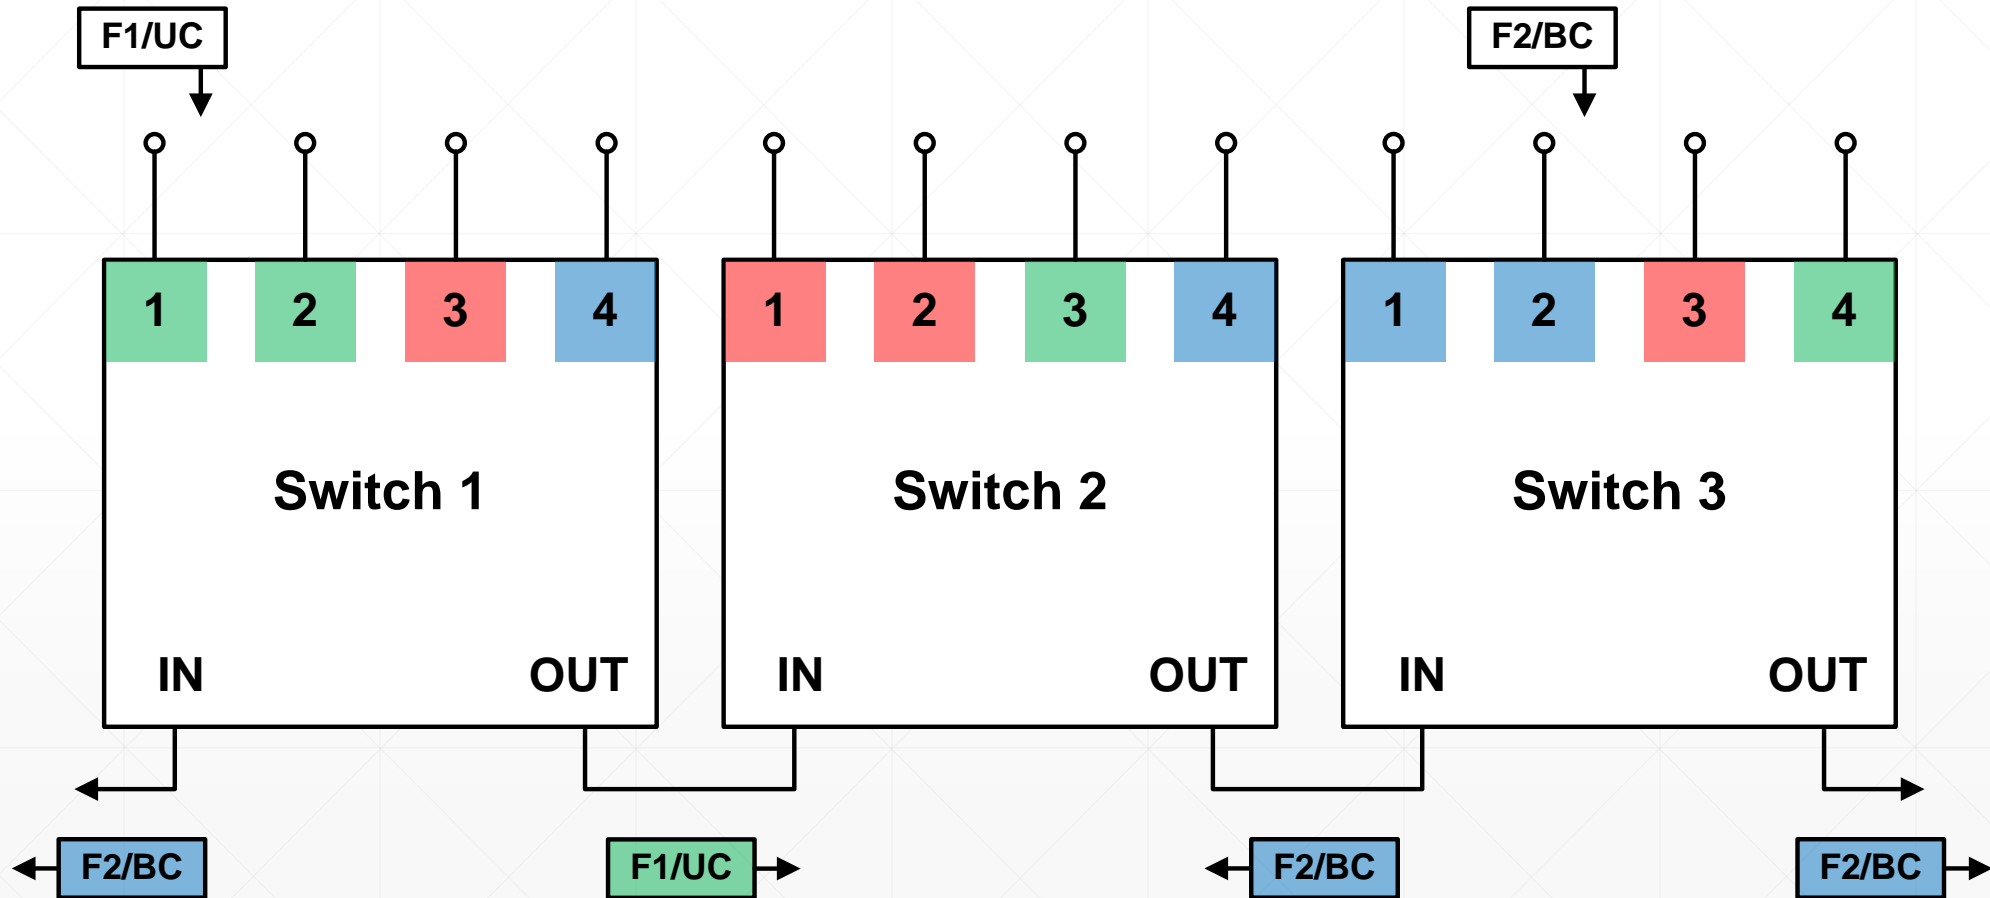 F1/UC
F2/BC
1 2 3 4
1 2 3 4
1 2 3 4
Switch 1
Switch 2
Switch 3
IN OUT
IN OUT
IN OUT
F2/BC
F1/UC
F2/BC
F2/BC